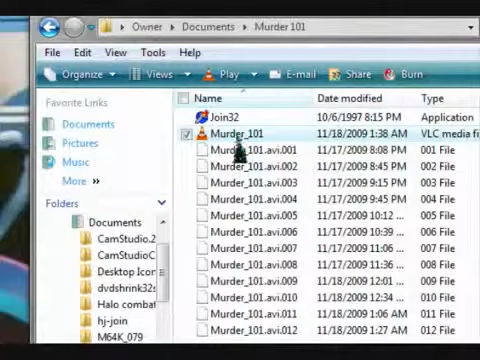 Owner Documents Murder 101
File Edit View Tools Help
Organize Views Play E-mail Share Burn
Favorite Links
Documents
Pictures
Music
More
Folders
Documents
CamStudio.2
CamStudioC
Desktop Icon
dvdshrink32s
Halo combat
hj-join
M64K_079
Name Date modified Type
Join32 10/6/1997 8:15 PM Application
Murder_101 11/18/2009 1:38 AM VLC media fi
Murder_101.avi.001 11/17/2009 8:08 PM 001 File
Murder_101.avi.002 11/17/2009 8:45 PM 002 File
Murder_101.avi.003 11/17/2009 9:15 PM 003 File
Murder_101.avi.004 11/17/2009 9:45 PM 004 File
Murder_101.avi.005 11/17/2009 10:12 ... 005 File
Murder_101.avi.006 11/17/2009 10:39 ... 006 File
Murder_101.avi.007 11/17/2009 11:06 ... 007 File
Murder_101.avi.008 11/17/2009 11:36 ... 008 File
Murder_101.avi.009 11/18/2009 12:01 ... 009 File
Murder_101.avi.010 11/18/2009 12:34 ... 010 File
Murder_101.avi.011 11/18/2009 1:06 AM 011 File
Murder_101.avi.012 11/18/2009 1:27 AM 012 File